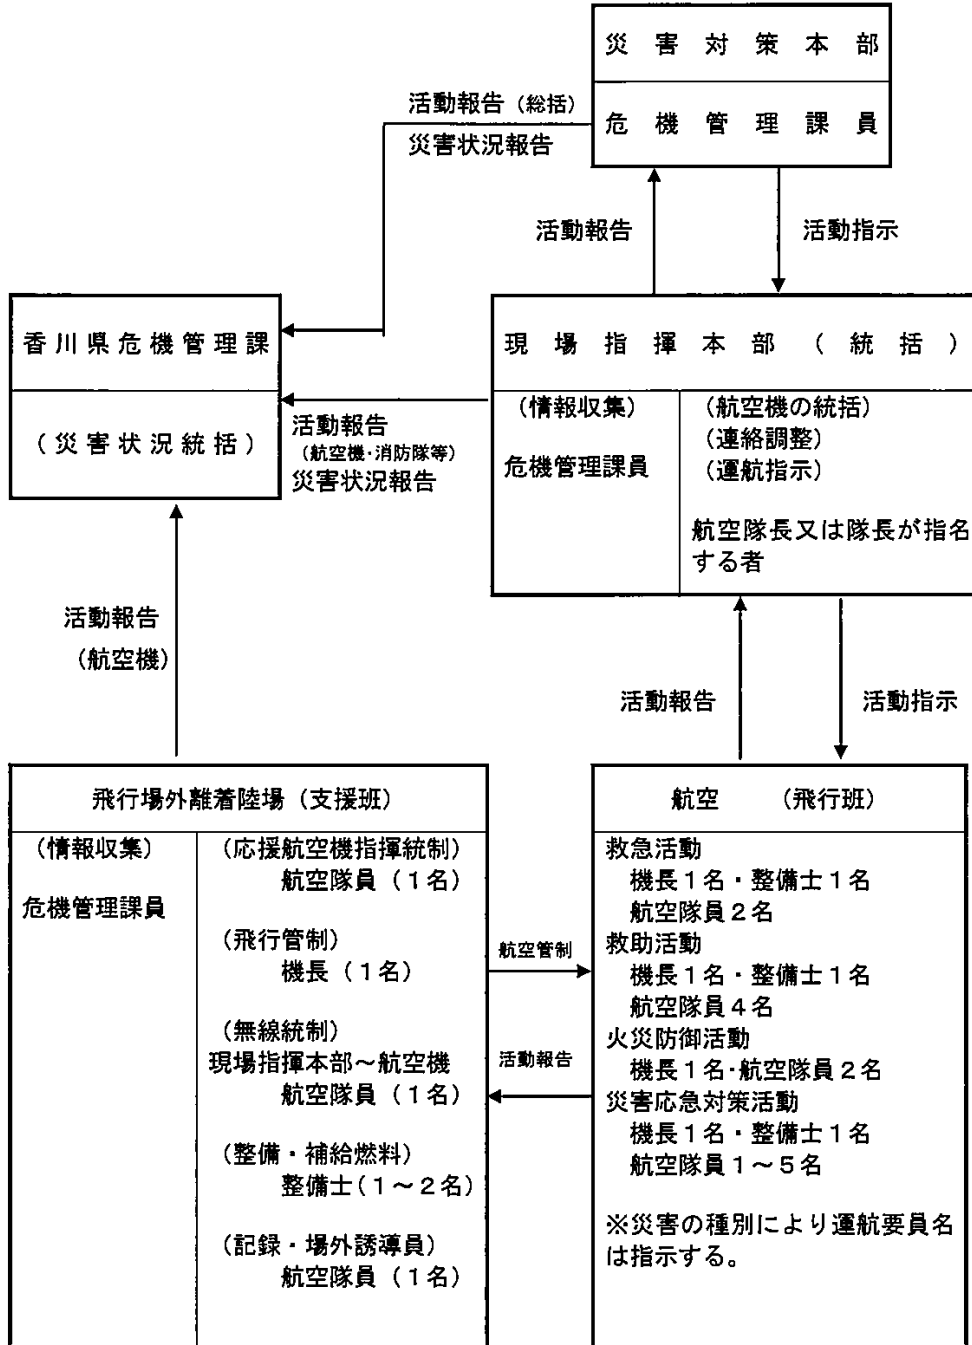 災害対策本部
危機管理課員
活動報告（総括）
災害状況報告
活動報告
活動指示
香川県危機管理課
（災害状況統括）
現場指揮本部（統括）
（情報収集）
危機管理課員
（航空機の統括）
（連絡調整）
（運航指示）
航空隊長又は隊長が指名
する者
活動報告
（航空機・消防隊等）
災害状況報告
活動報告
（航空機）
活動報告
活動指示
飛行場外離着陸場（支援班）
（情報収集）
危機管理課員
（応援航空機指揮統制）
航空隊員（１名）
（飛行管制）
機長（１名）
（無線統制）
現場指揮本部～航空機
航空隊員（１名）
（整備・補給燃料）
整備士（１～２名）
（記録・場外誘導員）
航空隊員（１名）
航空管制
活動報告
航空　（飛行班）
救急活動
機長１名・整備士１名
航空隊員２名
救助活動
機長１名・整備士１名
航空隊員４名
火災防御活動
機長１名・航空隊員２名
災害応急対策活動
機長１名・整備士１名
航空隊員１～５名
※災害の種別により運航要員名
は指示する。